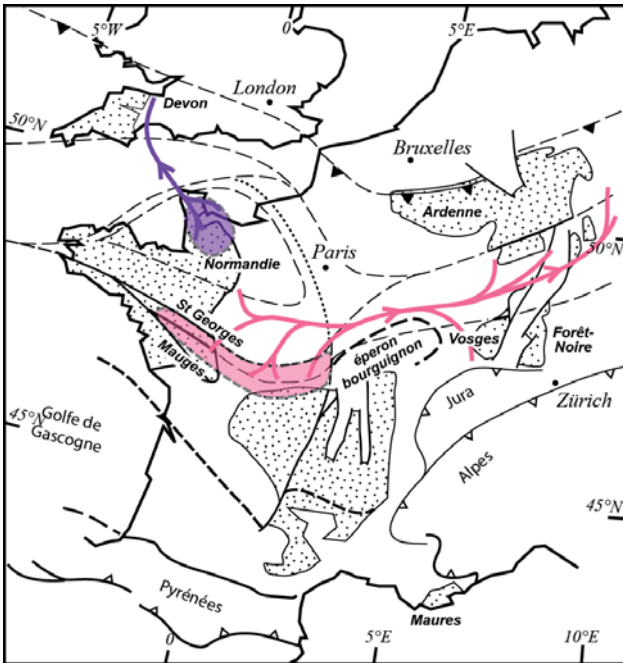 5°W
0
5°E
London
Devon
50°N
Bruxelles
Ardenne
50°N
Paris
Normandie
St Georges
Mauges
éperon
bourguignon
Vosges
Forêt-
Noire
45°N
Golfe de
Gascogne
Jura
Zürich
Alpes
45°N
Pyrénées
Maures
0
5°E
10°E